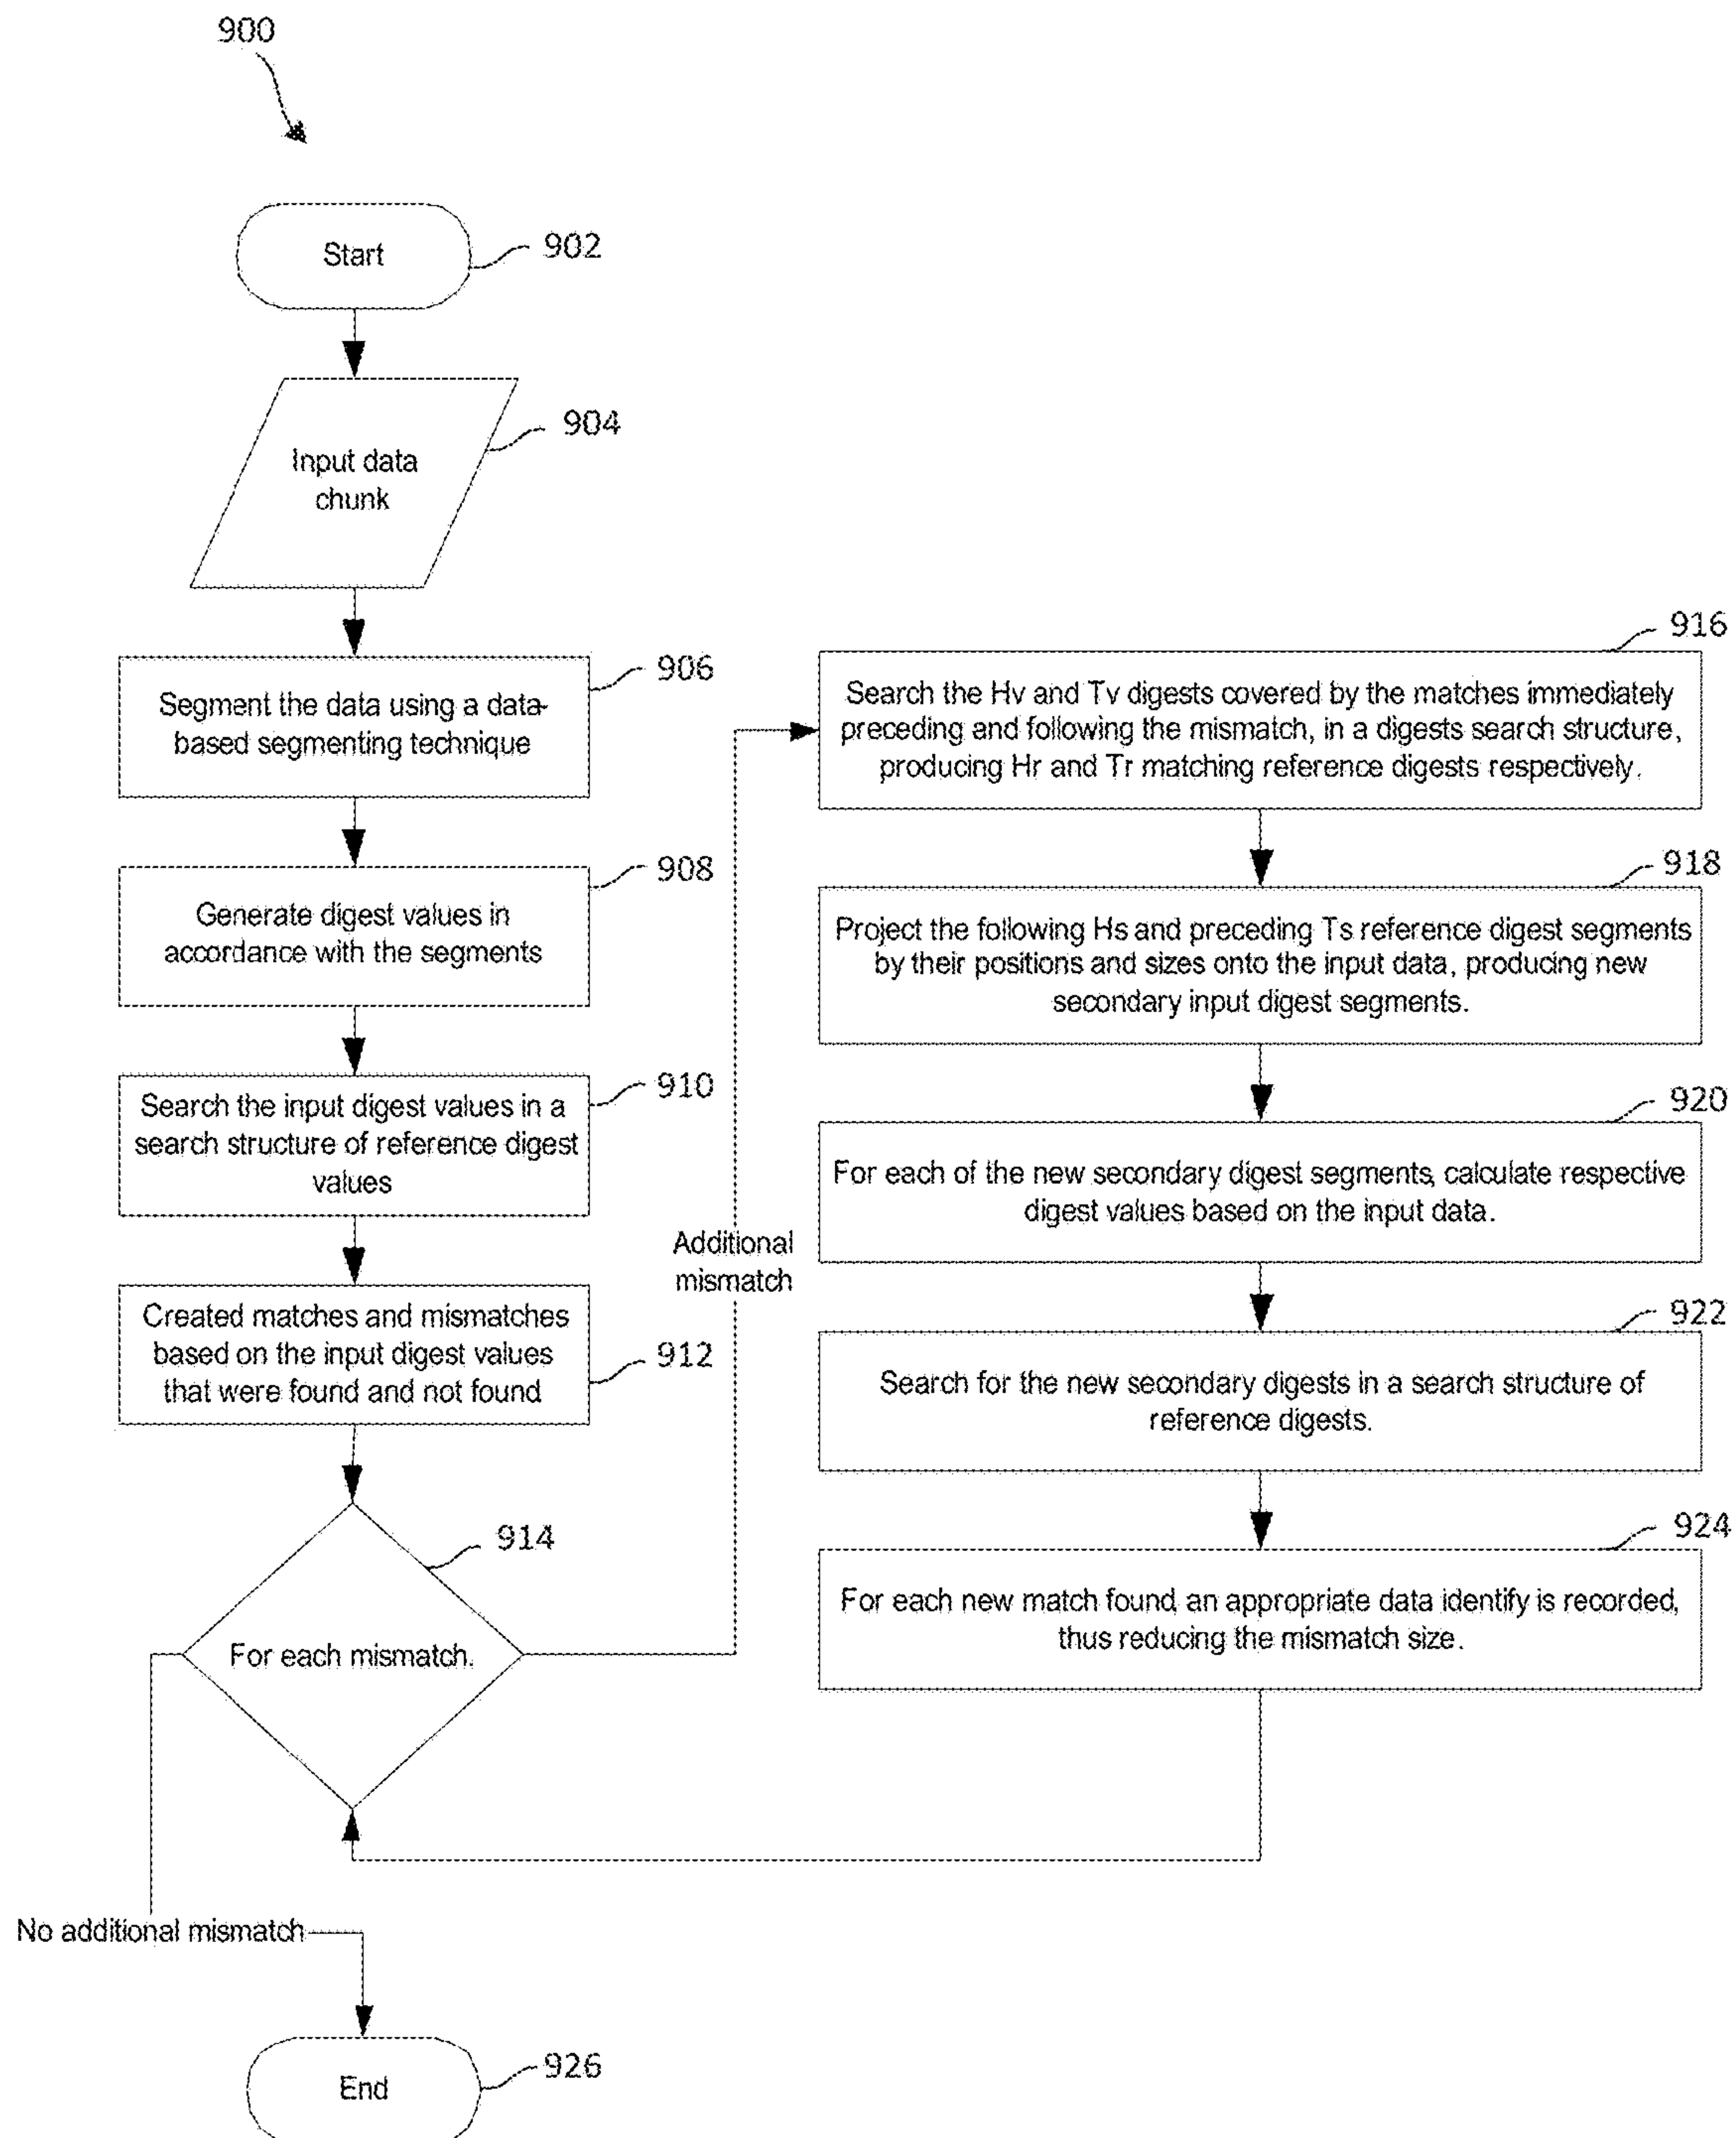 900
Start
902
Input data
chunk
904
Segment the data using a data-
based segmenting technique
906
Generate digest values in
accordance with the segments
908
Search the input digest values in a
search structure of reference digest
values
910
Created matches and mismatches
based on the input digest values
that were found and not found
912
For each mismatch.
914
Additional
mismatch
No additional mismatch
End
926
Search the Hv and Tv digests covered by the matches immediately
preceding and following the mismatch, in a digests search structure,
producing Hr and Tr matching reference digests respectively.
916
Project the following Hs and preceding Ts reference digest segments
by their positions and sizes onto the input data, producing new
secondary input digest segments.
918
For each of the new secondary digest segments, calculate respective
digest values based on the input data.
920
Search for the new secondary digests in a search structure of
reference digests.
922
For each new match found, an appropriate data identify is recorded,
thus reducing the mismatch size.
924